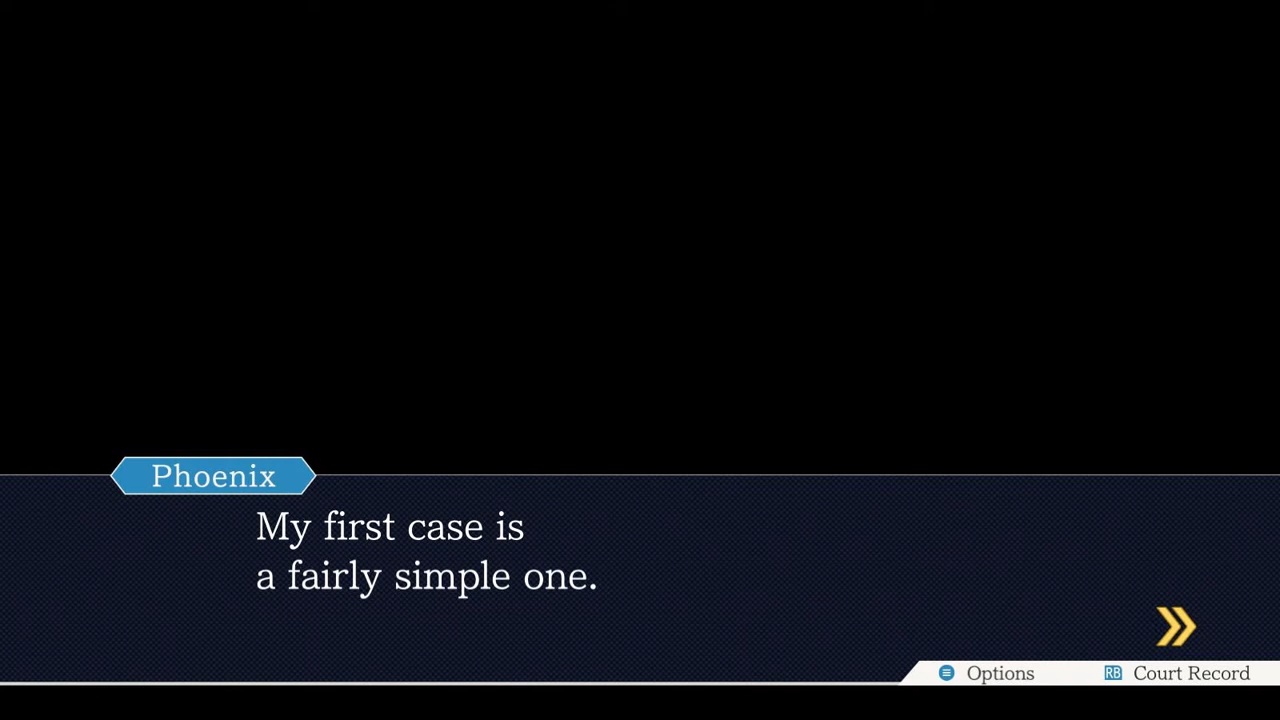 Phoenix
My first case is
a fairly simple one.
Options
RB Court Record